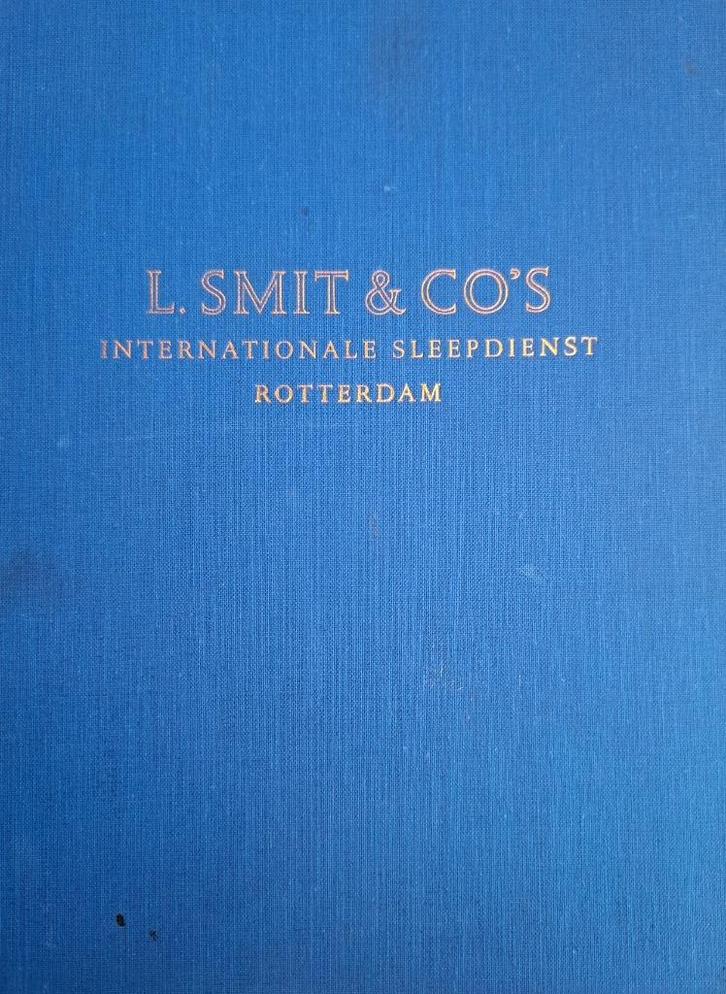 L. SMIT & CO'S
INTERNATIONALE SLEEPDIENST
ROTTERDAM